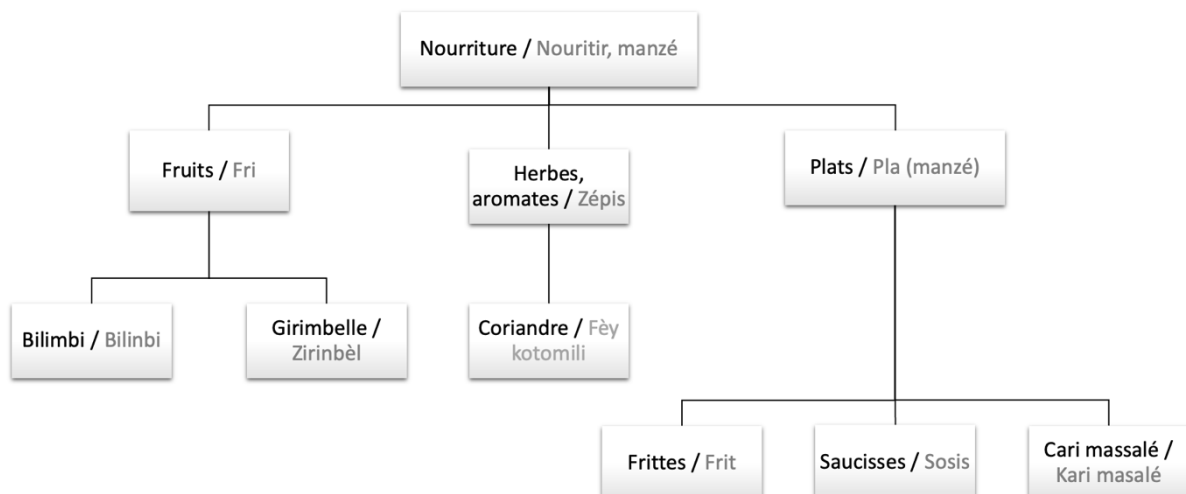 Nourriture / Nouritir, manzé
Fruits / Fri
Herbes,
aromates / Zépis
Plats / Pla (manzé)
Bilimbi / Bilinbi
Girimbelle /
Zirinbèl
Coriandre / Fèy
kotomili
Frittes / Frit
Saucisses / Sosis
Cari massalé /
Kari masalé